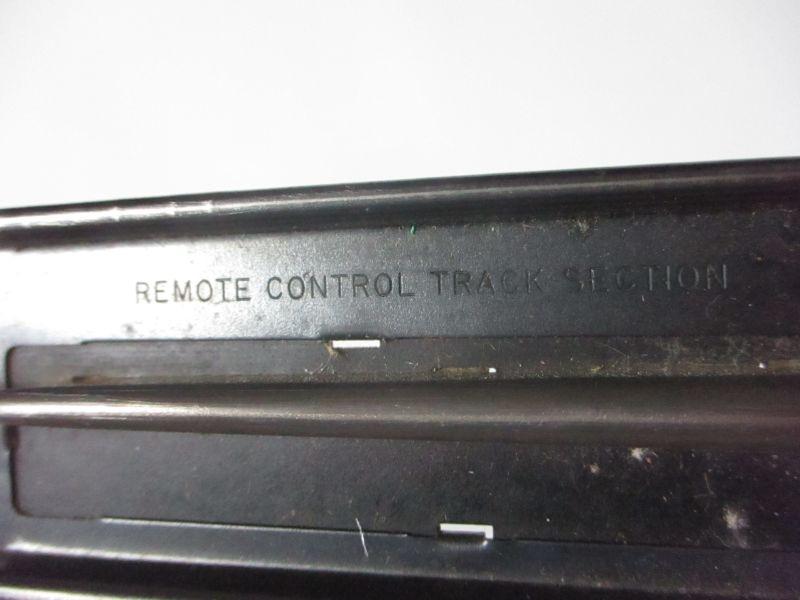 REMOTE CONTROL TRACK SECTION